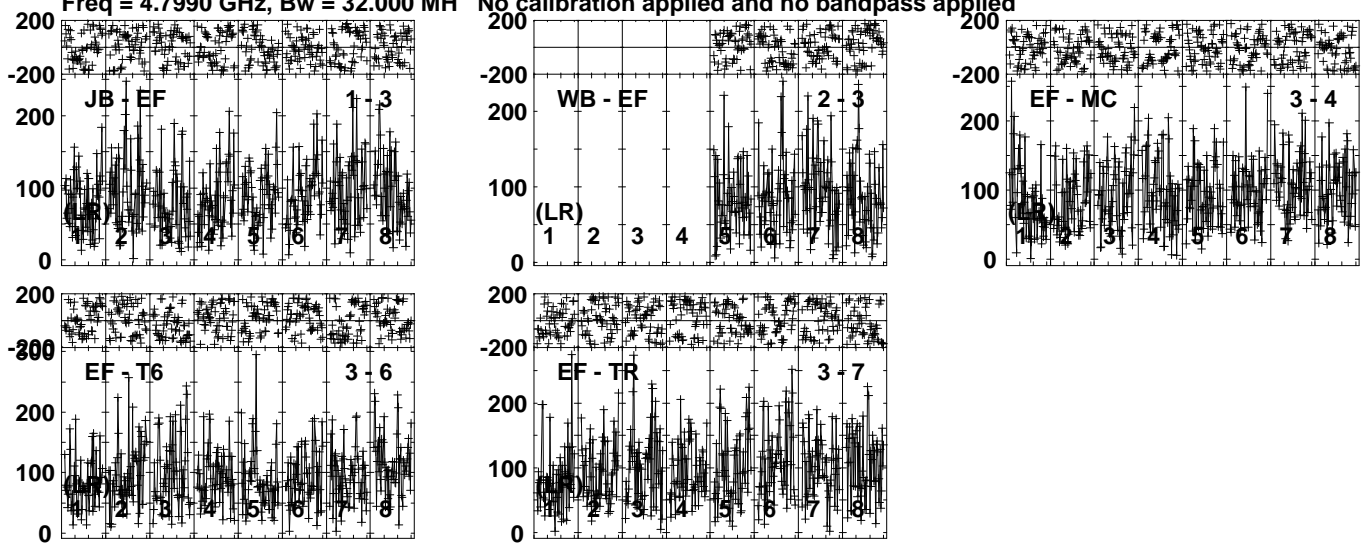 Freq = 4.7990 GHz, Bw = 32.000 MH No calibration applied and no bandpass applied
200
-200
JB - EF 1 - 3
200
100
(LR)
1 2 3 4 5 6 7 8
0
200
-200
WB - EF 2 - 3
200
100
(LR)
1 2 3 4 5 6 7 8
0
200
-200
EF - MC 3 - 4
200
100
(LR)
1 2 3 4 5 6 7 8
0
200
-200
300
EF - T6 3 - 6
200
100
(LR)
1 2 3 4 5 6 7 8
0
200
-200
EF - TR 3 - 7
200
100
(LR)
1 2 3 4 5 6 7 8
0